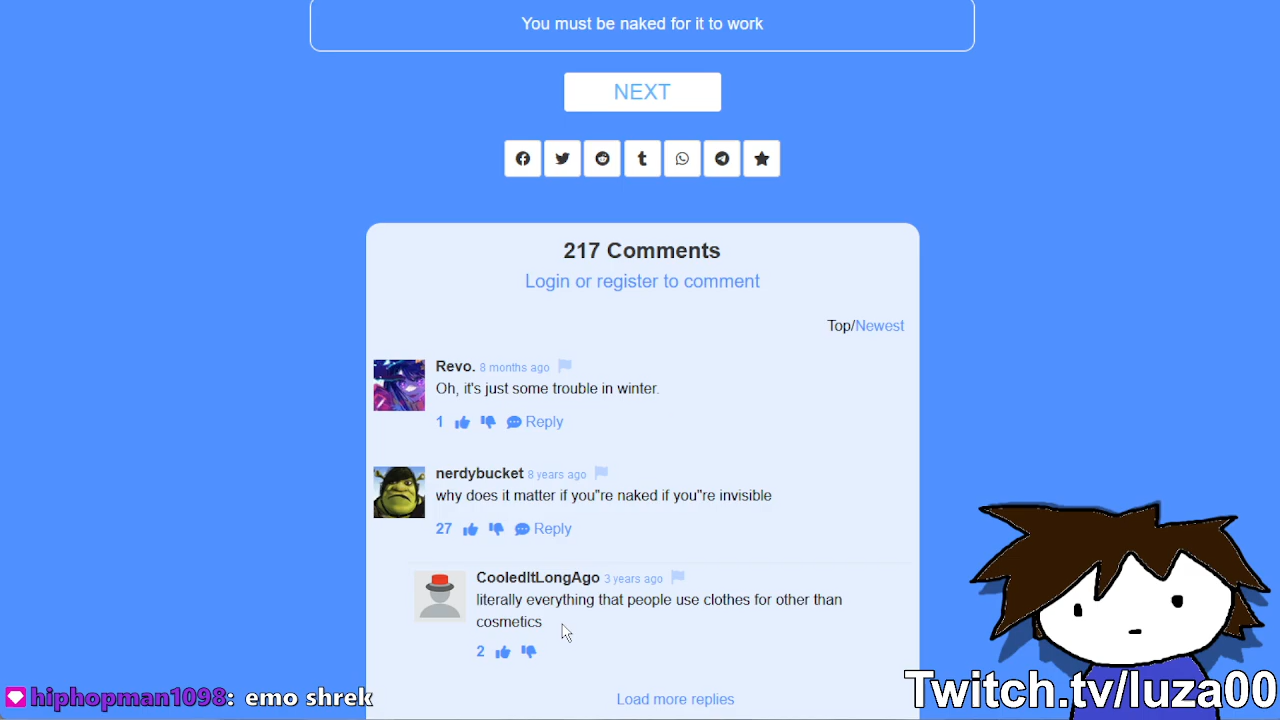 You must be naked for it to work
NEXT
217 Comments
Login or register to comment
Top/Newest
Revo. 8 months ago
Oh, it's just some trouble in winter.
1 Reply
nerdybucket 8 years ago
why does it matter if you"re naked if you"re invisible
27 Reply
CooledItLongAgo 3 years ago
literally everything that people use clothes for other than
cosmetics
2
Load more replies
hiphopman1098: emo shrek
Twitch.tv/luza00